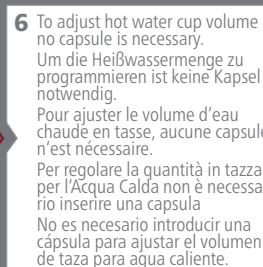 6 To adjust hot water cup volume
no capsule is necessary.
Um die Heißwassermenge zu
programmieren ist keine Kapsel
notwendig.
Pour ajuster le volume d’eau
chaude en tasse, aucune capsule
n’est nécessaire.
Per regolare la quantità in tazza
per l’Acqua Calda non è necessa
rio inserire una capsula
No es necesario introducir una
cápsula para ajustar el volumen
de taza para agua caliente.